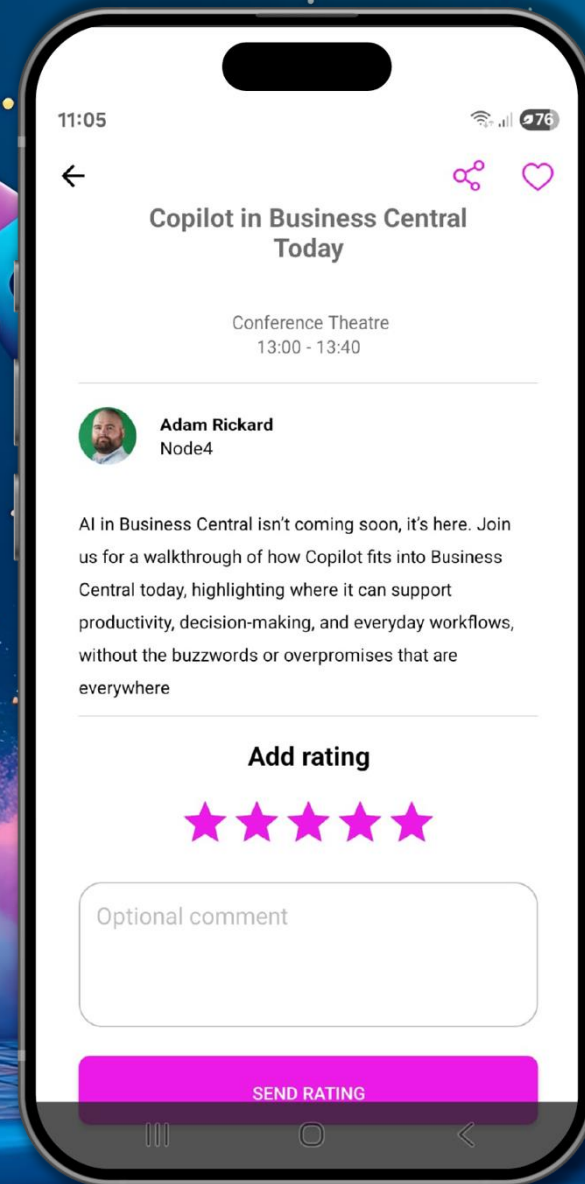 11:05
76
Copilot in Business Central
Today
Conference Theatre
13:00 - 13:40
Adam Rickard
Node4
AI in Business Central isn't coming soon, it's here. Join
us for a walkthrough of how Copilot fits into Business
Central today, highlighting where it can support
productivity, decision-making, and everyday workflows,
without the buzzwords or overpromises that are
everywhere
Add rating
Optional comment
SEND RATING